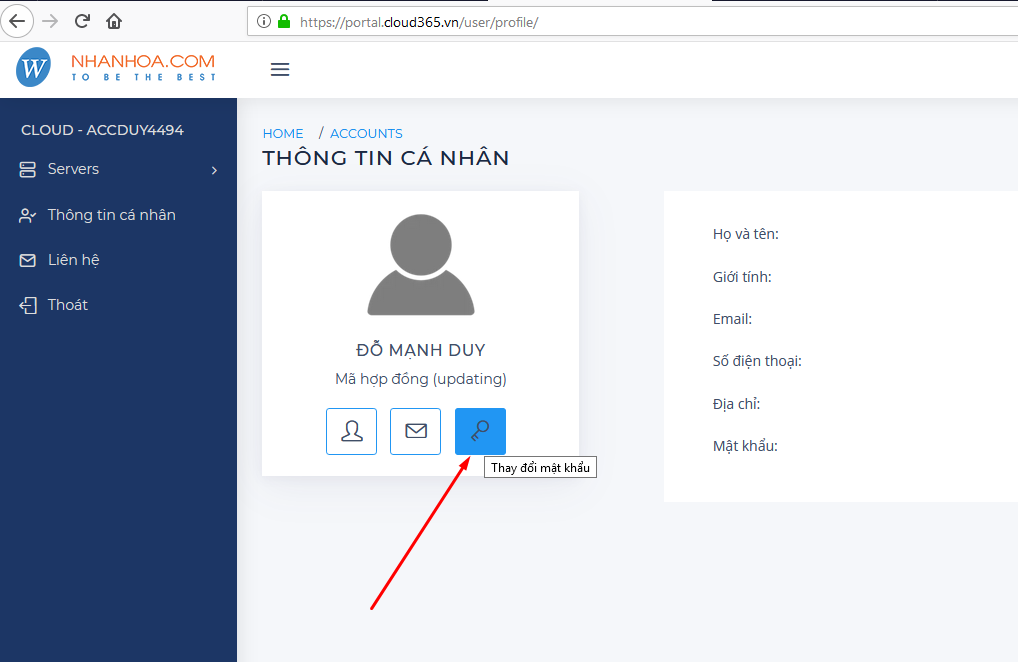 https://portal.cloud365.vn/user/profile/
W
NHANHOA.COM
TO BE THE BEST
CLOUD - ACCDUY4494
Servers
Thông tin cá nhân
Liên hệ
Thoát
HOME / ACCOUNTS
THÔNG TIN CÁ NHÂN
ĐỖ MẠNH DUY
Mã hợp đồng (updating)
Thay đổi mật khẩu
Họ và tên:
Giới tính:
Email:
Số điện thoại:
Địa chỉ:
Mật khẩu: